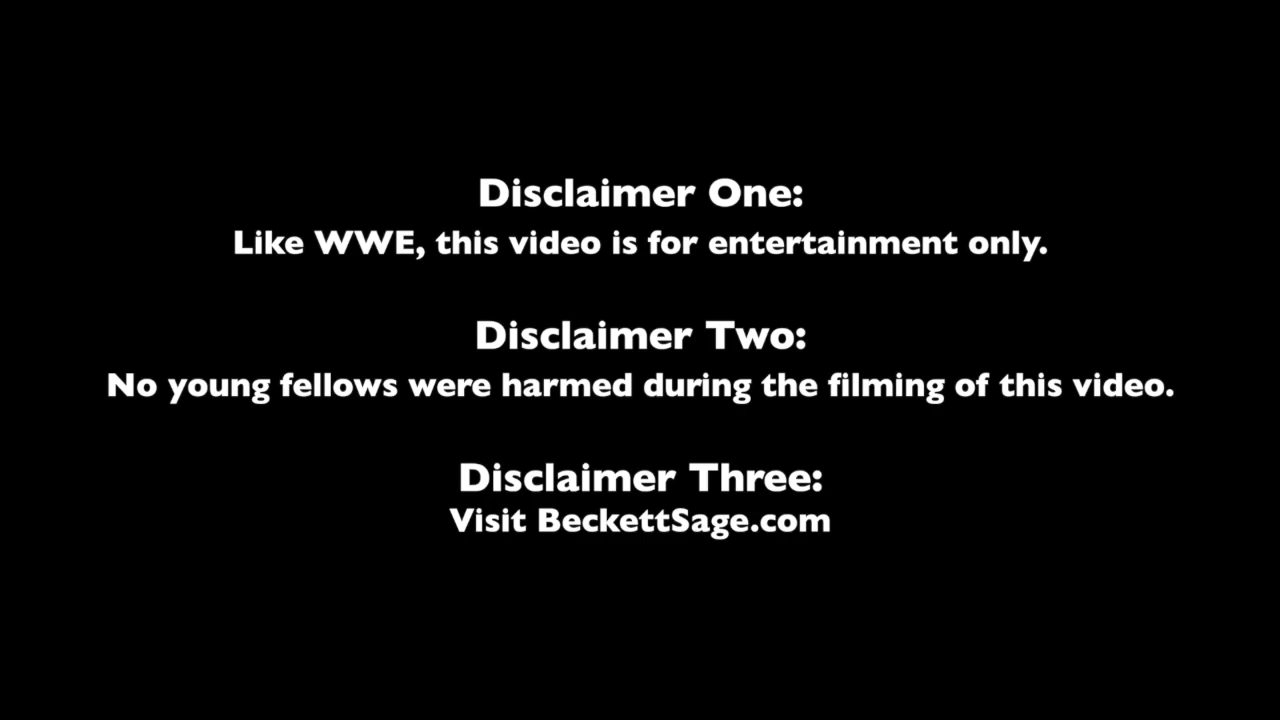 Disclaimer One:
Like WWE, this video is for entertainment only.
Disclaimer Two:
No young fellows were harmed during the filming of this video.
Disclaimer Three:
Visit BeckettSage.com